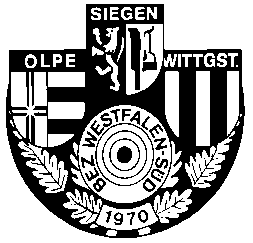 SIEGEN
OLPE
WITTGST.
BEZ. WESTFALEN-SÜD
1970